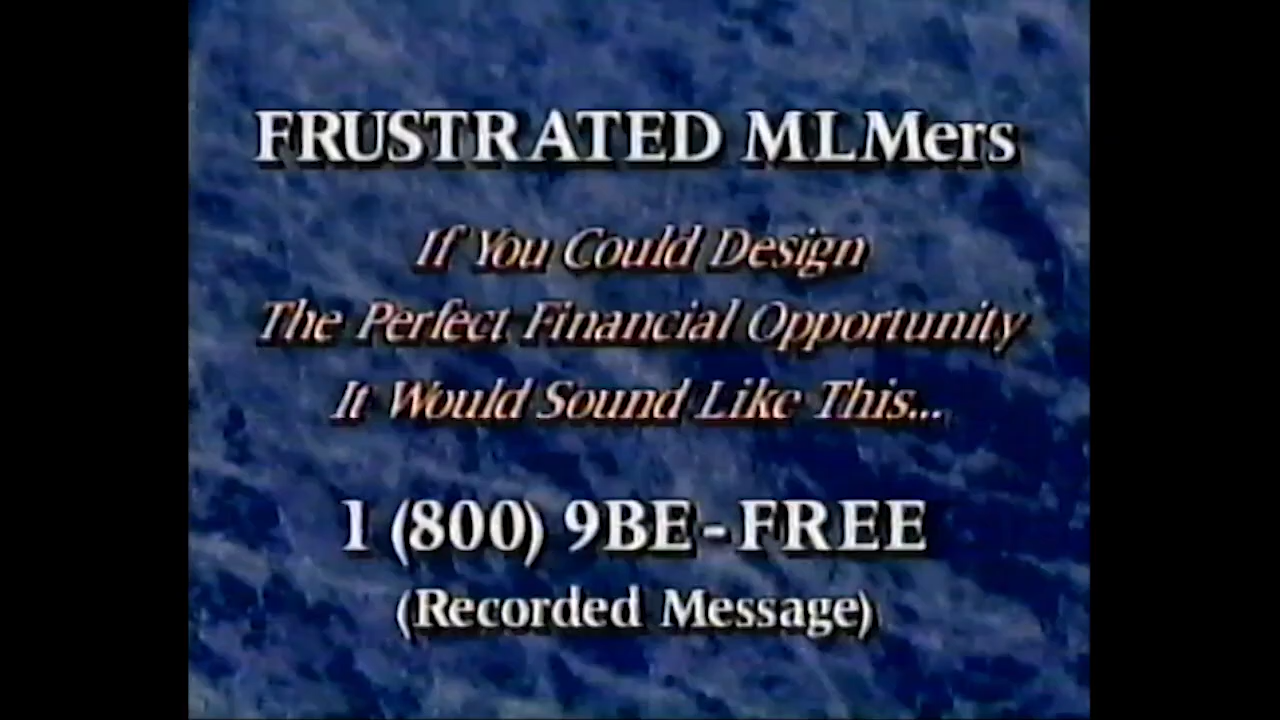 FRUSTRATED MLMers
If You Could Design
The Perfect Financial Opportunity
It Would Sound Like This...
1 (800) 9BE-FREE
(Recorded Message)